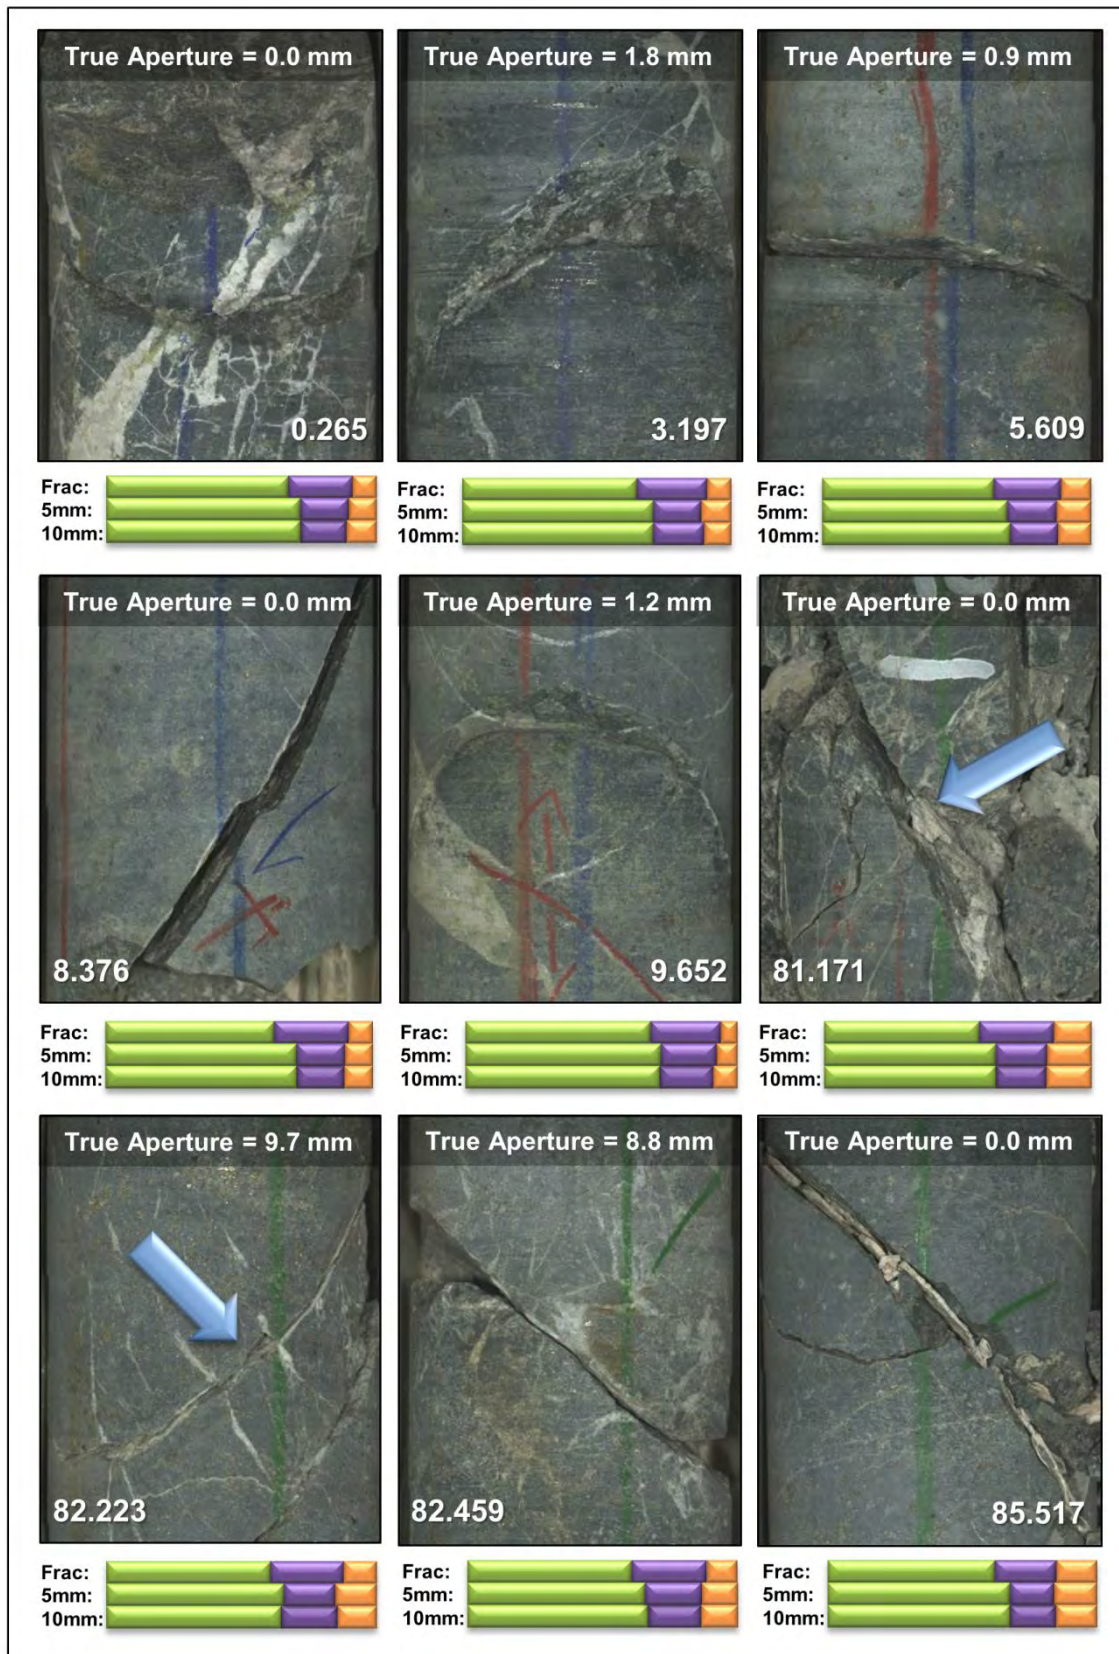 True Aperture = 0.0 mm
True Aperture = 1.8 mm
True Aperture = 0.9 mm
0.265
3.197
5.609
Frac:
5mm:
10mm:
Frac:
5mm:
10mm:
Frac:
5mm:
10mm:
True Aperture = 0.0 mm
True Aperture = 1.2 mm
True Aperture = 0.0 mm
8.376
9.652
81.171
Frac:
5mm:
10mm:
Frac:
5mm:
10mm:
Frac:
5mm:
10mm:
True Aperture = 9.7 mm
True Aperture = 8.8 mm
True Aperture = 0.0 mm
82.223
82.459
85.517
Frac:
5mm:
10mm:
Frac:
5mm:
10mm:
Frac:
5mm:
10mm: